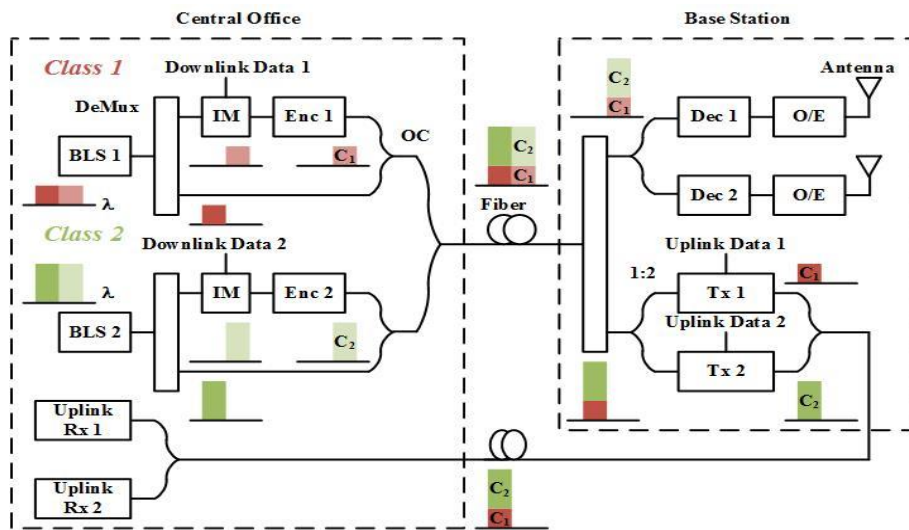 Central Office
Base Station
Class 1
Downlink Data 1
Antenna
DeMux
IM
Enc 1
OC
C₂
C₁
Dec 1
O/E
BLS 1
C₁
C₂
C₁
λ
Fiber
Dec 2
O/E
Class 2
Downlink Data 2
Uplink Data 1
λ
IM
Enc 2
1:2
Tx 1
C₁
BLS 2
C₂
Uplink Data 2
Tx 2
C₂
Uplink
Rx 1
Uplink
Rx 2
C₂
C₁